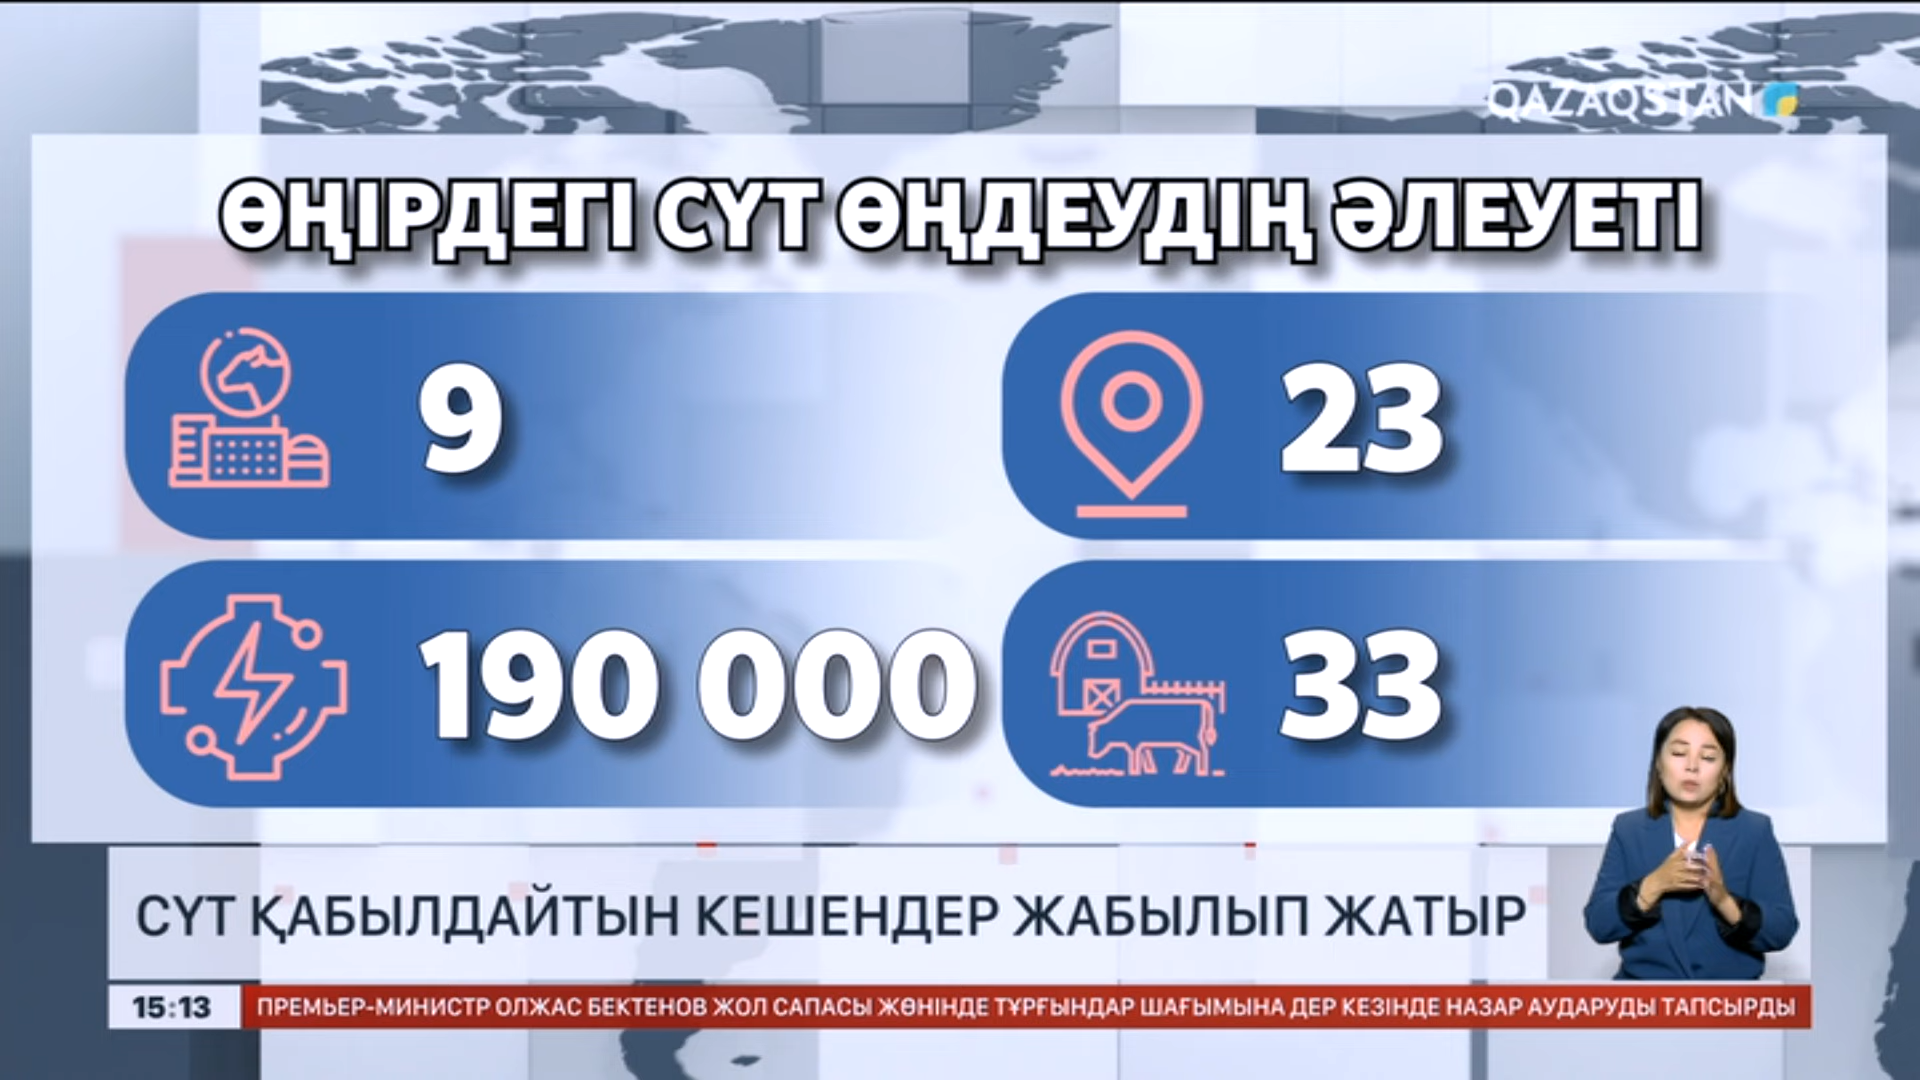 QAZAQSTAN
ӨҢІРДЕГІ СҮТ ӨҢДЕУДІҢ ӘЛЕУЕТІ
9
23
190 000
33
СҮТ ҚАБЫЛДАЙТЫН КЕШЕНДЕР ЖАБЫЛЫП ЖАТЫР
15:13
ПРЕМЬЕР-МИНИСТР ОЛЖАС БЕКТЕНОВ ЖОЛ САПАСЫ ЖӨНІНДЕ ТҰРҒЫНДАР ШАҒЫМЫНА ДЕР КЕЗІНДЕ НАЗАР АУДАРУДЫ ТАПСЫРДЫ